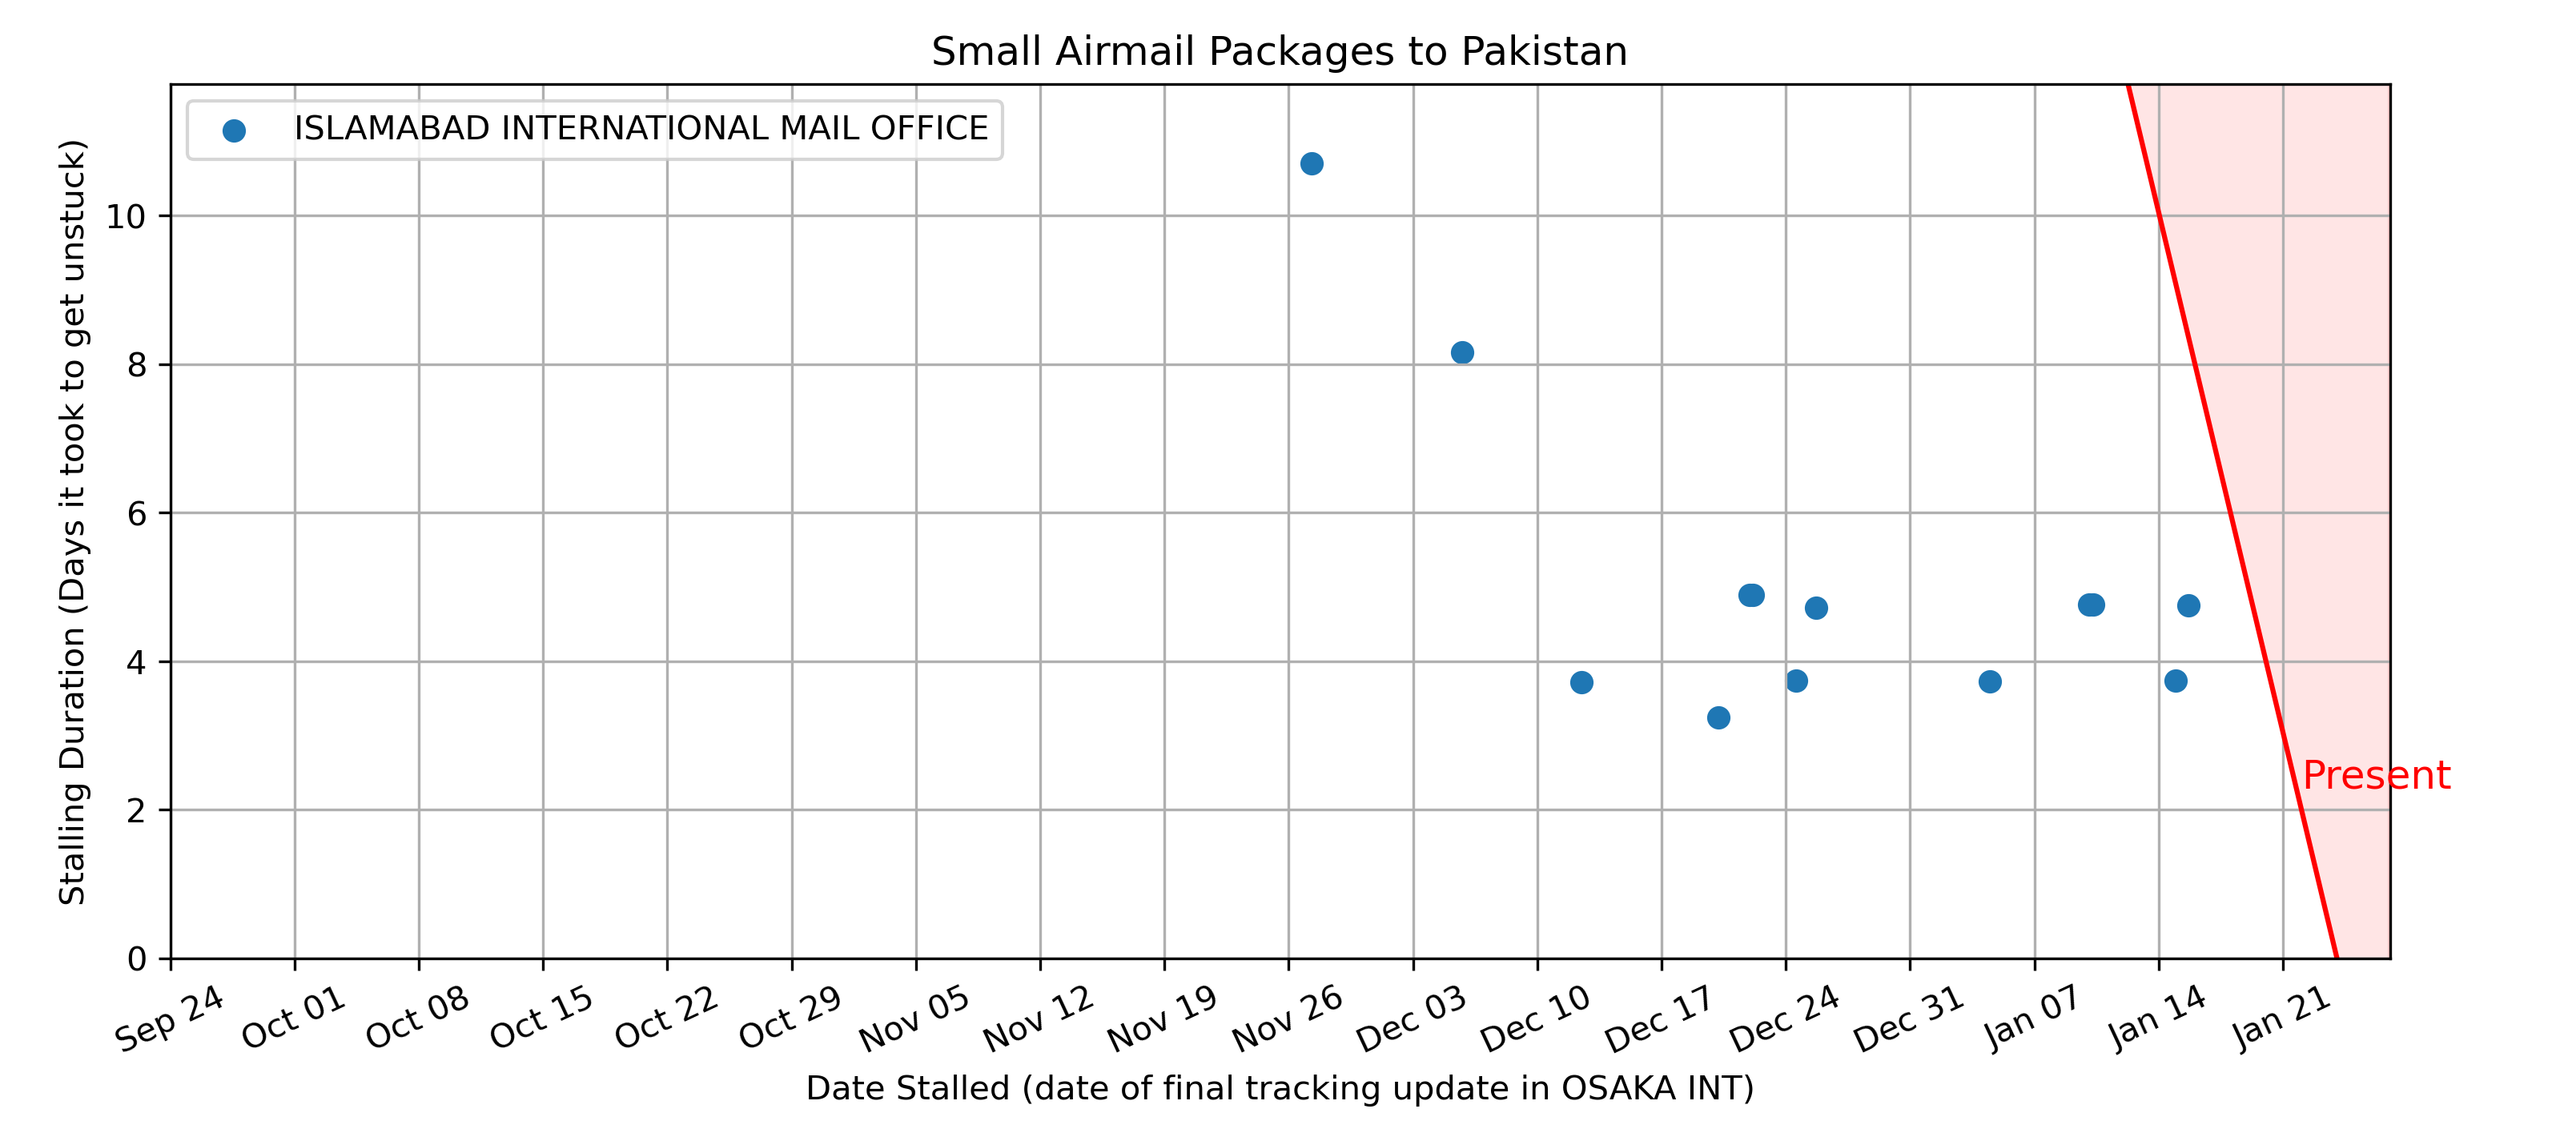 Small Airmail Packages to Pakistan
ISLAMABAD INTERNATIONAL MAIL OFFICE
Stalling Duration (Days it took to get unstuck)
10
8
6
4
2
0
Present
Sep 24 Oct 01 Oct 08 Oct 15 Oct 22 Oct 29 Nov 05 Nov 12 Nov 19 Nov 26 Dec 03 Dec 10 Dec 17 Dec 24 Dec 31 Jan 07 Jan 14 Jan 21
Date Stalled (date of final tracking update in OSAKA INT)